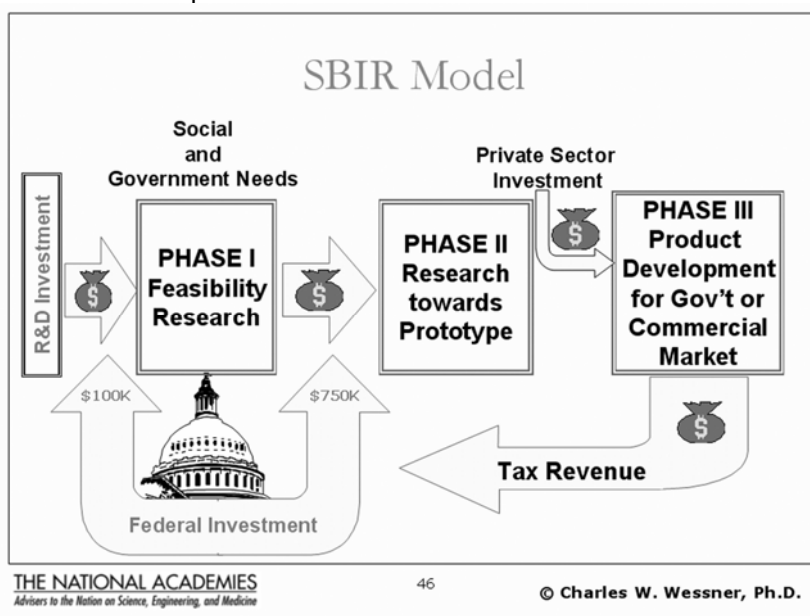 SBIR Model
Social
and
Government Needs
Private Sector
Investment
R&D Investment
$
PHASE I
Feasibility
Research
$
PHASE II
Research
towards
Prototype
$
PHASE III
Product
Development
for Gov't or
Commercial
Market
$100K
$750K
Federal Investment
$
Tax Revenue
THE NATIONAL ACADEMIES
Advisers to the Nation on Science, Engineering, and Medicine
46
© Charles W. Wessner, Ph.D.